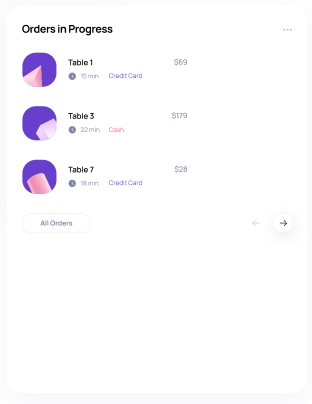 Orders in Progress
Table 1 $69
15 min Credit Card
Table 3 $179
22 min Cash
Table 7 $28
18 min Credit Card
All Orders